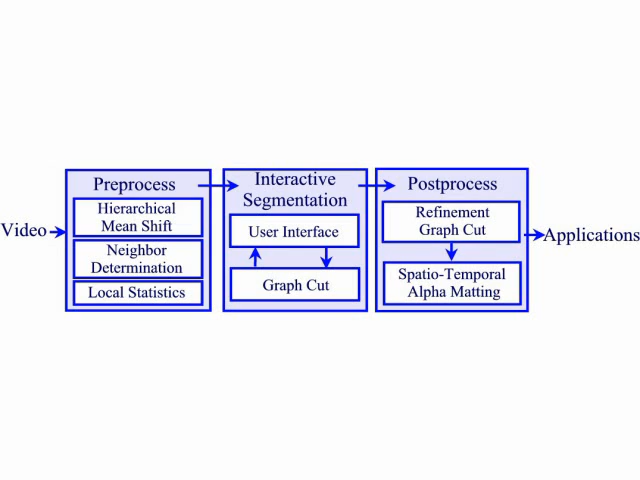 Video
Preprocess
Hierarchical
Mean Shift
Neighbor
Determination
Local Statistics
Interactive
Segmentation
User Interface
Graph Cut
Postprocess
Refinement
Graph Cut
Spatio-Temporal
Alpha Matting
Applications